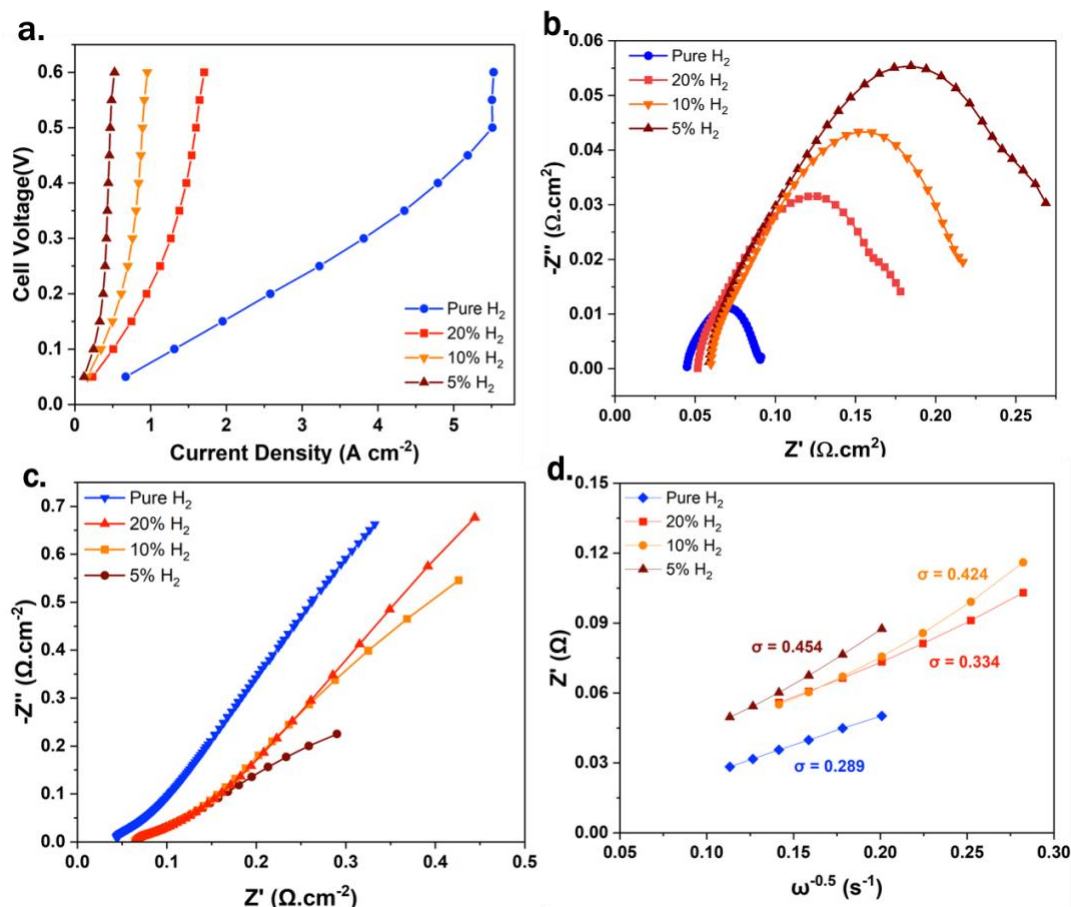 a.
Cell Voltage(V)
0.6
0.5
0.4
0.3
0.2
0.1
0.0
0 1 2 3 4 5
Current Density (A cm⁻²)
Pure H₂
20% H₂
10% H₂
5% H₂
b.
-Z'' (Ω.cm²)
0.06
0.05
0.04
0.03
0.02
0.01
0.00
0.00 0.05 0.10 0.15 0.20 0.25
Z' (Ω.cm²)
Pure H₂
20% H₂
10% H₂
5% H₂
c.
-Z'' (Ω.cm⁻²)
0.7
0.6
0.5
0.4
0.3
0.2
0.1
0.0
0.0 0.1 0.2 0.3 0.4 0.5
Z' (Ω.cm⁻²)
Pure H₂
20% H₂
10% H₂
5% H₂
d.
Z' (Ω)
0.15
0.12
0.09
0.06
0.03
0.00
0.05 0.10 0.15 0.20 0.25 0.30
ω⁻⁰·⁵ (s⁻¹)
Pure H₂
20% H₂
10% H₂
5% H₂
σ = 0.424
σ = 0.454
σ = 0.334
σ = 0.289